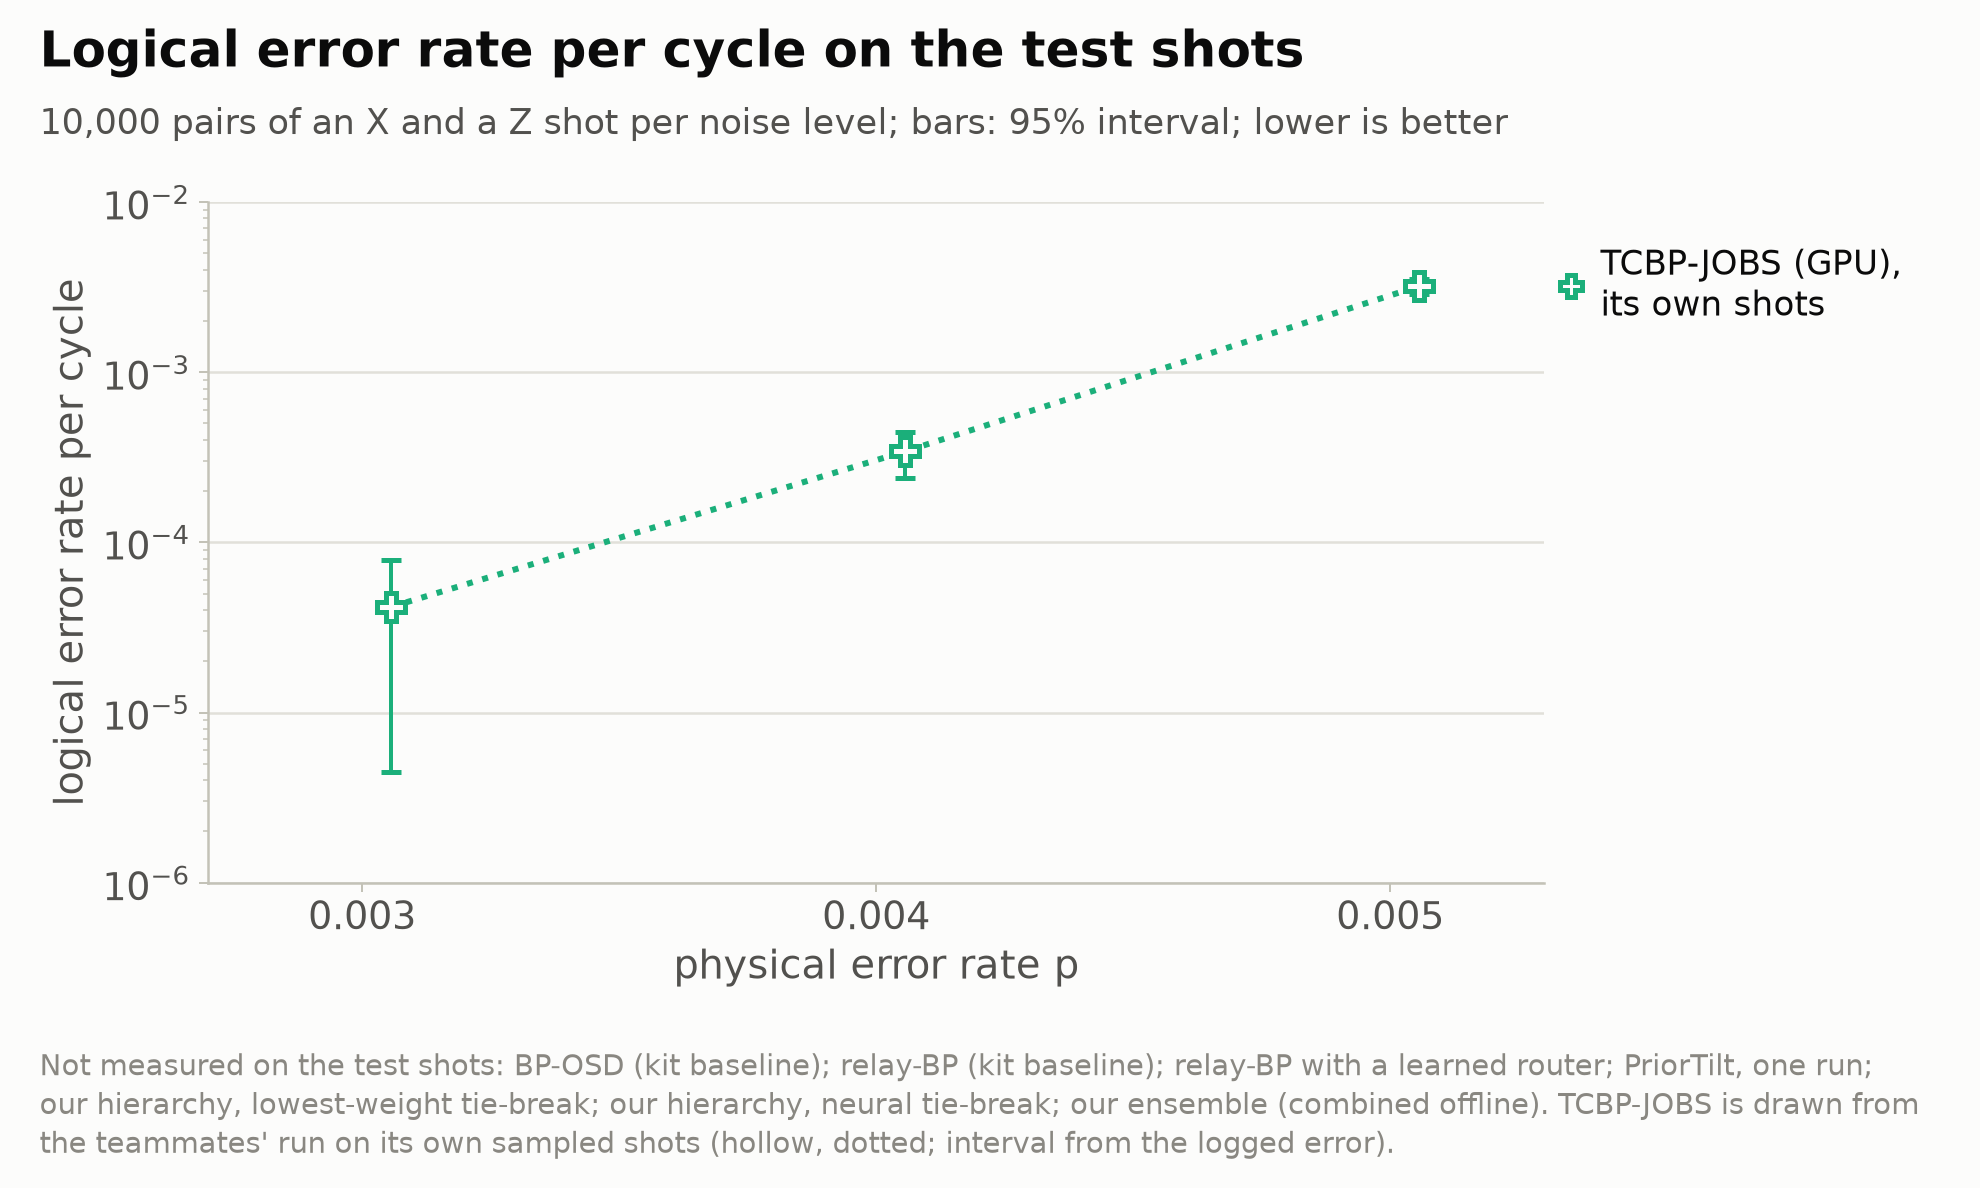 Logical error rate per cycle on the test shots
10,000 pairs of an X and a Z shot per noise level; bars: 95% interval; lower is better
10⁻²
10⁻³
10⁻⁴
10⁻⁵
10⁻⁶
logical error rate per cycle
TCBP-JOBS (GPU),
its own shots
0.003 0.004 0.005
physical error rate p
Not measured on the test shots: BP-OSD (kit baseline); relay-BP (kit baseline); relay-BP with a learned router; PriorTilt, one run;
our hierarchy, lowest-weight tie-break; our hierarchy, neural tie-break; our ensemble (combined offline). TCBP-JOBS is drawn from
the teammates' run on its own sampled shots (hollow, dotted; interval from the logged error).